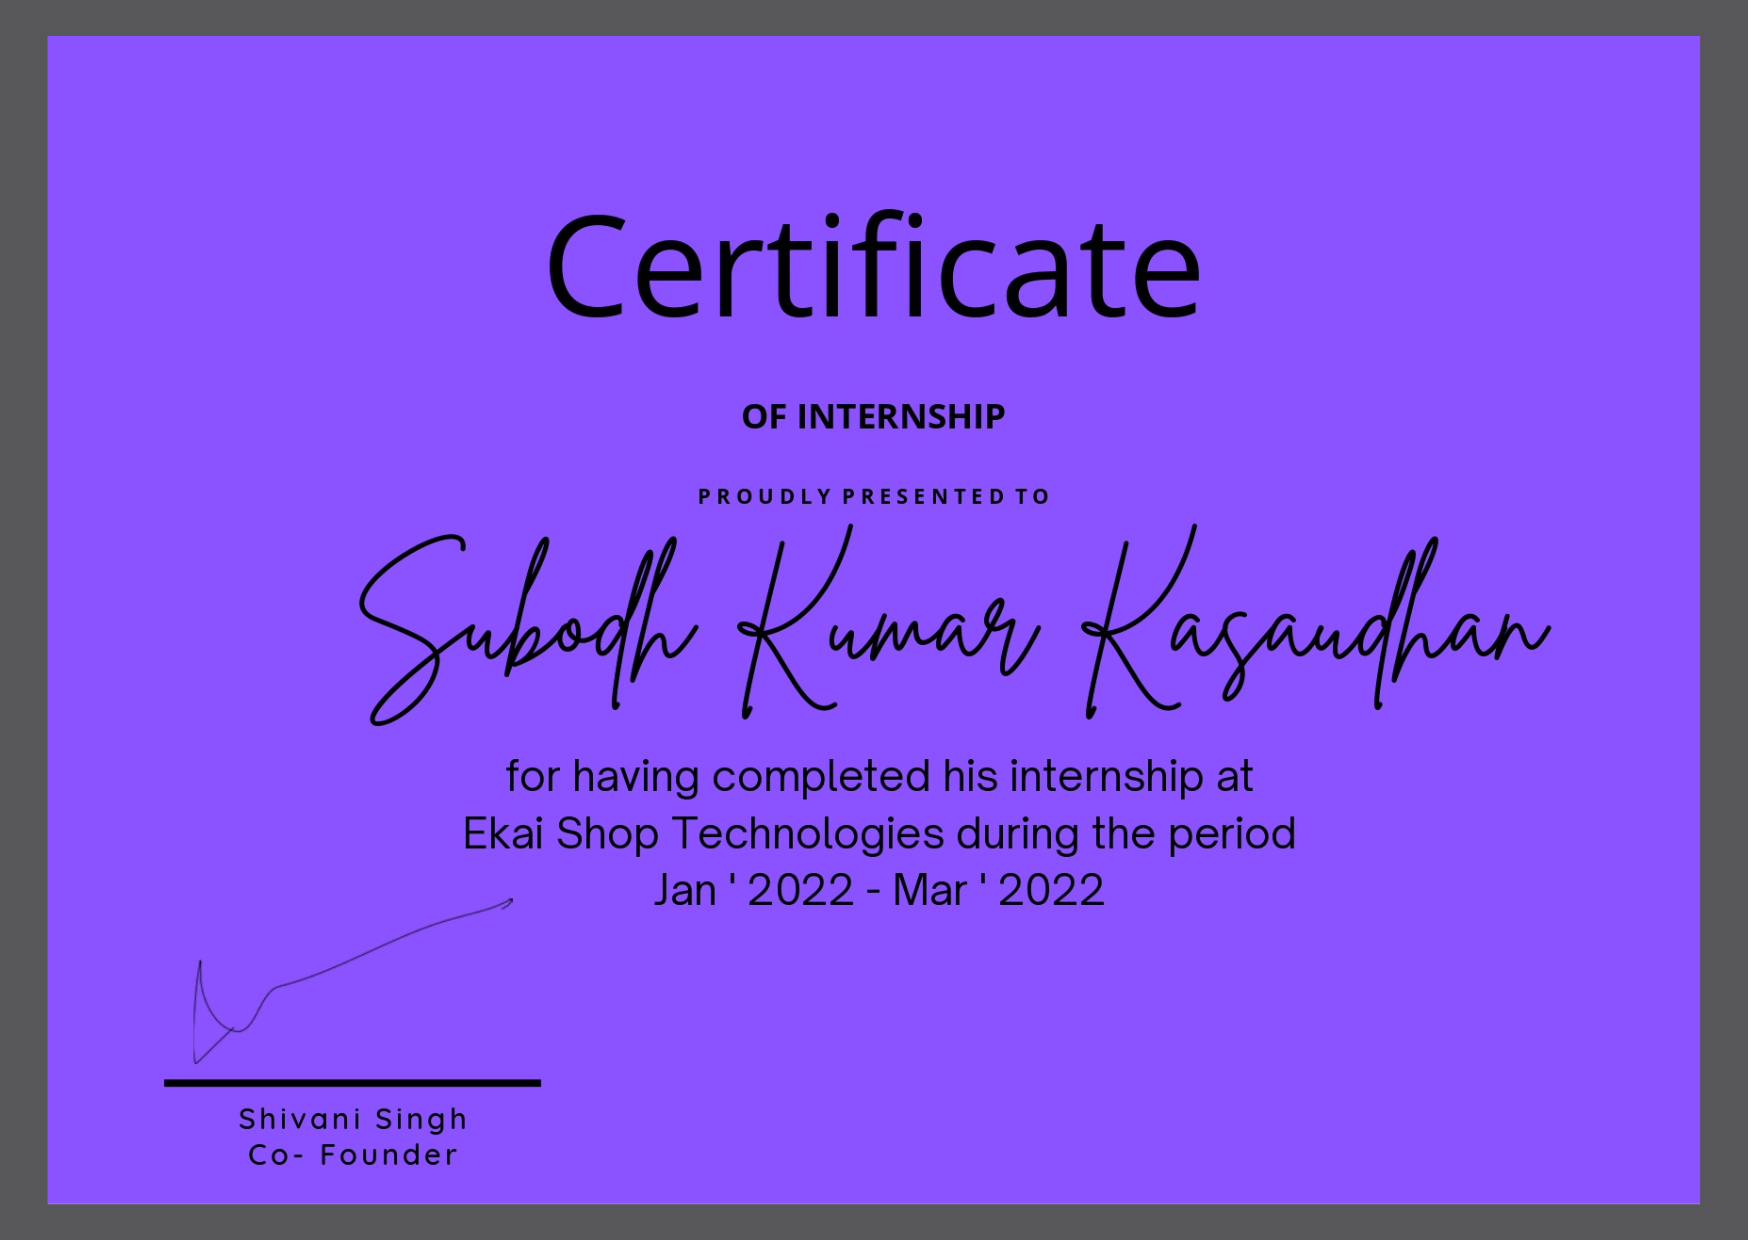 Certificate
OF INTERNSHIP
PROUDLY PRESENTED TO
Subodh Kumar Kasaudhan
for having completed his internship at
Ekai Shop Technologies during the period
Jan ' 2022 - Mar ' 2022
Shivani Singh
Co- Founder